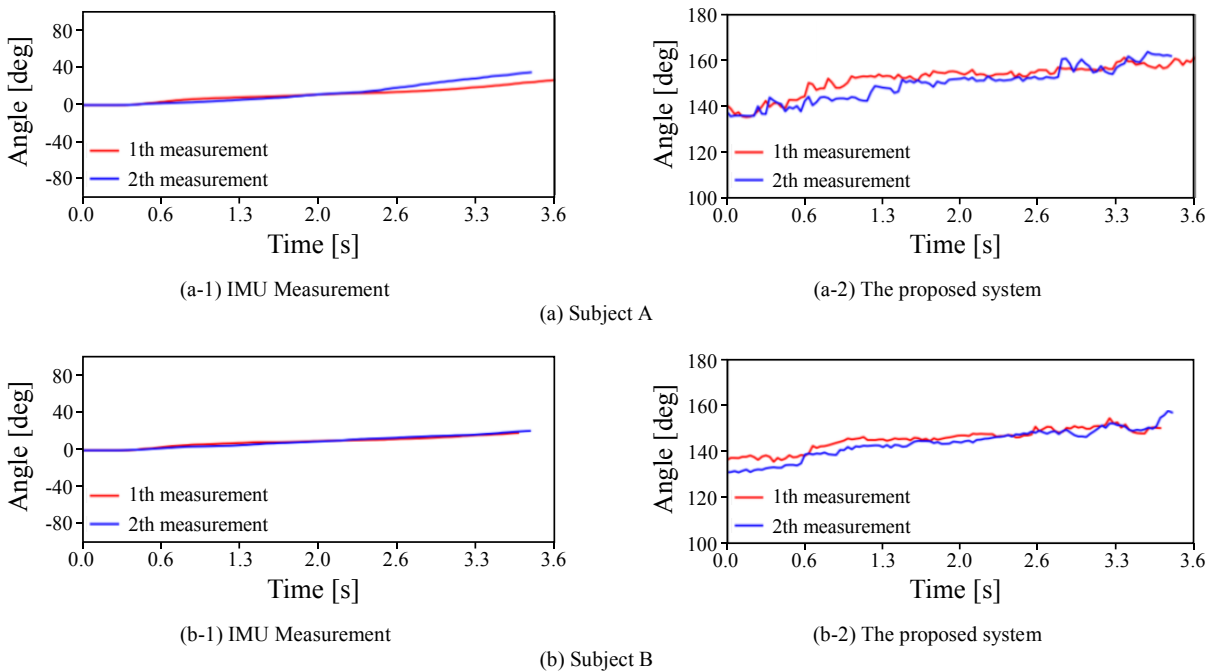 80
40
0
-40
-80
Angle [deg]
1th measurement
2th measurement
0.0 0.6 1.3 2.0 2.6 3.3 3.6
Time [s]
(a-1) IMU Measurement
180
160
140
120
100
Angle [deg]
1th measurement
2th measurement
0.0 0.6 1.3 2.0 2.6 3.3 3.6
Time [s]
(a-2) The proposed system
(a) Subject A
80
40
0
-40
-80
Angle [deg]
1th measurement
2th measurement
0.0 0.6 1.3 2.0 2.6 3.3 3.6
Time [s]
(b-1) IMU Measurement
180
160
140
120
100
Angle [deg]
1th measurement
2th measurement
0.0 0.6 1.3 2.0 2.6 3.3 3.6
Time [s]
(b-2) The proposed system
(b) Subject B